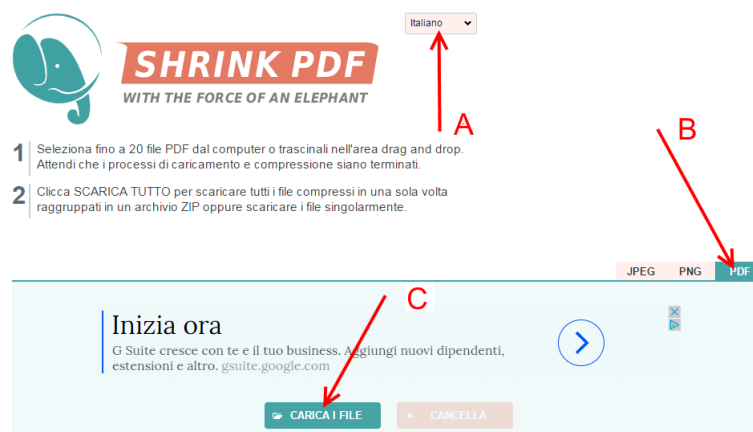 Italiano
SHRINK PDF
WITH THE FORCE OF AN ELEPHANT
A
B
1 Seleziona fino a 20 file PDF dal computer o trascinali nell'area drag and drop.
Attendi che i processi di caricamento e compressione siano terminati.
2 Clicca SCARICA TUTTO per scaricare tutti i file compressi in una sola volta
raggruppati in un archivio ZIP oppure scaricare i file singolarmente.
JPEG PNG PDF
C
Inizia ora
G Suite cresce con te e il tuo business. Aggiungi nuovi dipendenti,
estensioni e altro. gsuite.google.com
CARICA I FILE
× CANCELLA